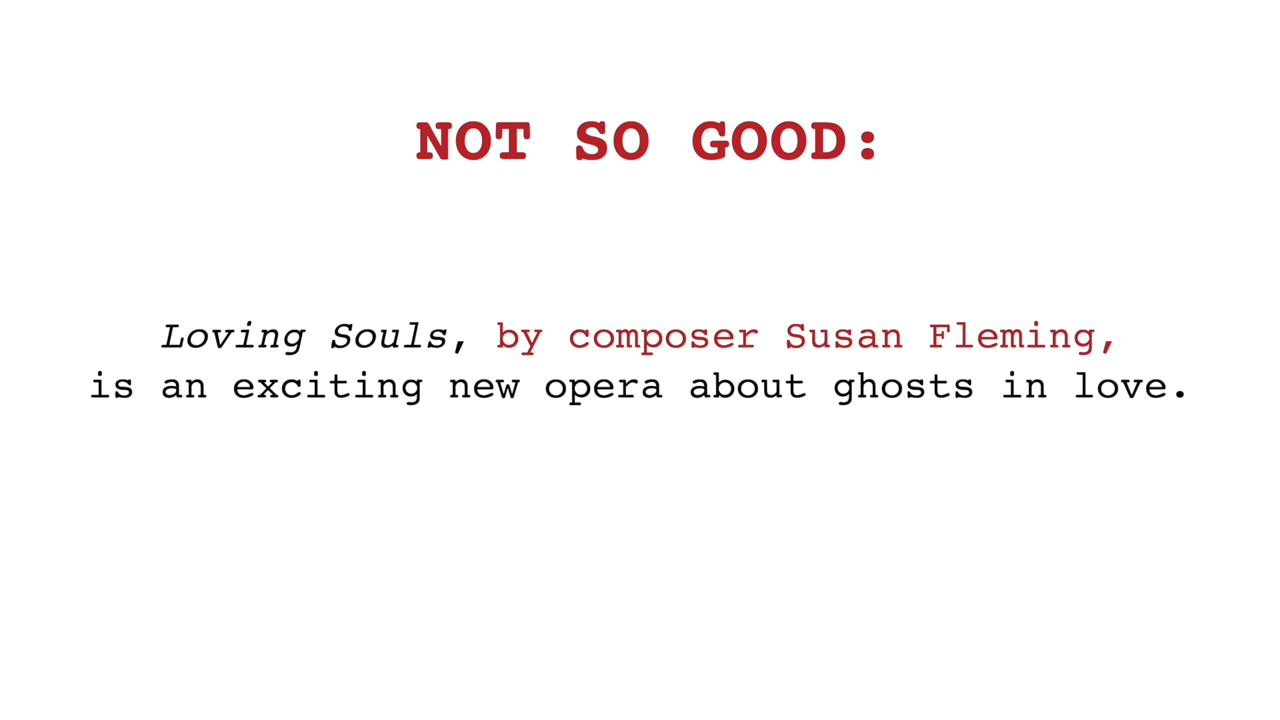 NOT SO GOOD:
Loving Souls, by composer Susan Fleming,
is an exciting new opera about ghosts in love.